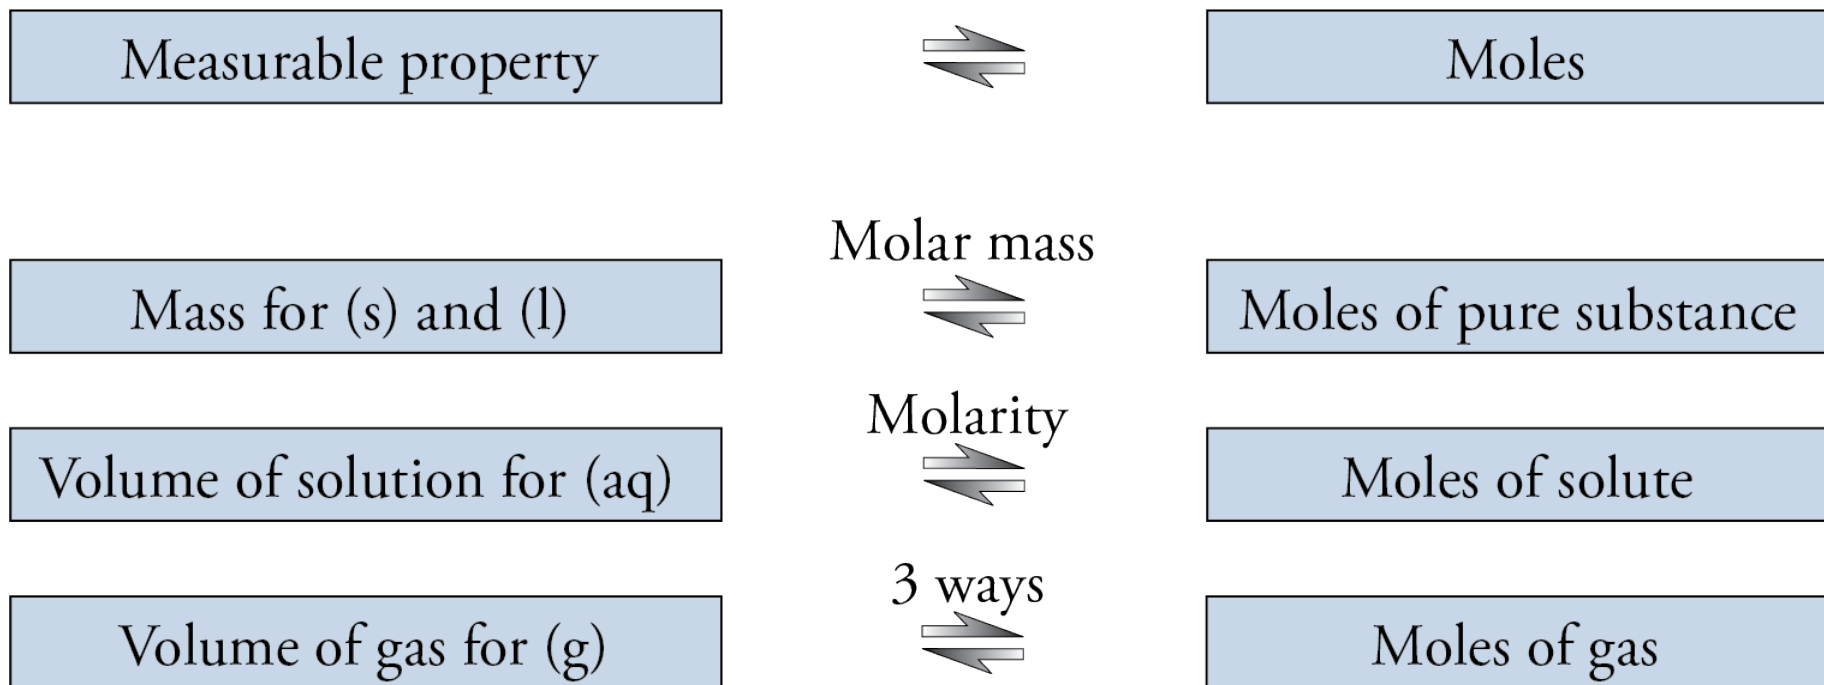 Measurable property
Moles
Molar mass
Mass for (s) and (l)
Moles of pure substance
Molarity
Volume of solution for (aq)
Moles of solute
3 ways
Volume of gas for (g)
Moles of gas